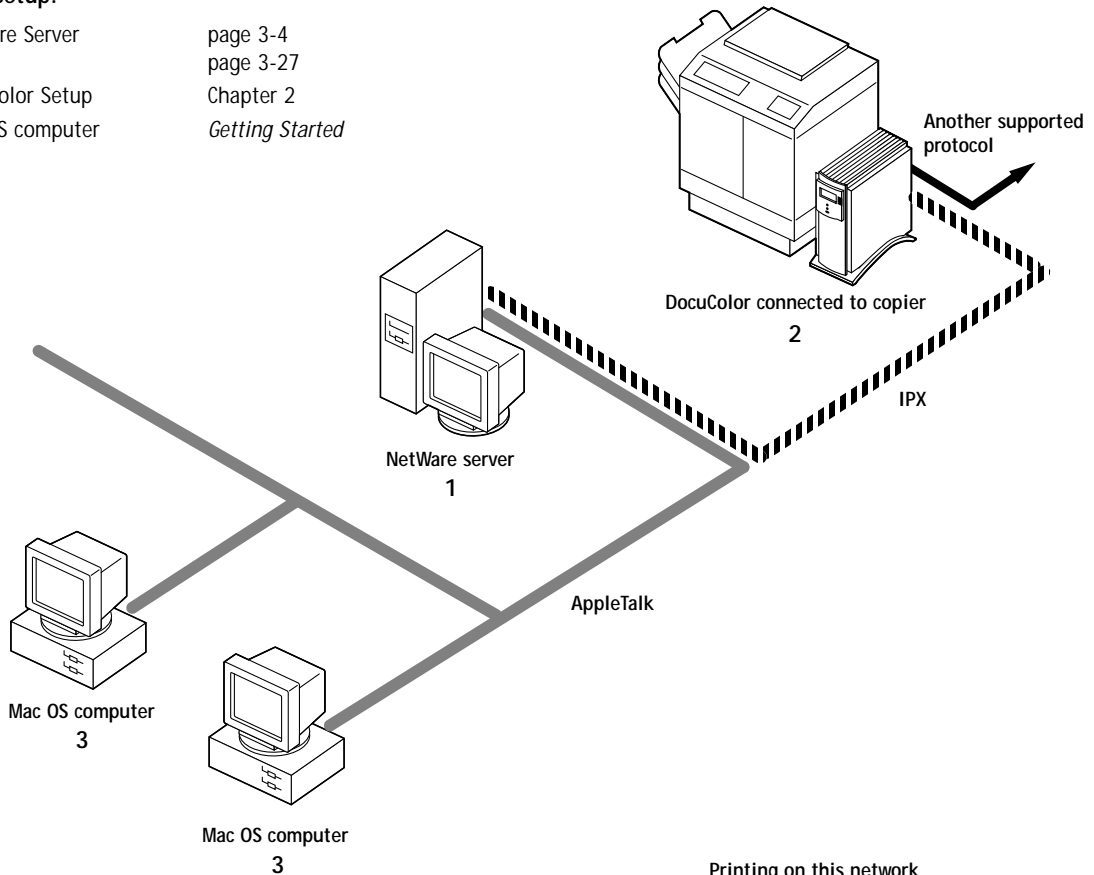 setup:
re Server page 3-4
page 3-27
olor Setup Chapter 2
S computer Getting Started
Another supported
protocol
DocuColor connected to copier
2
IPX
NetWare server
1
AppleTalk
Mac OS computer
3
Mac OS computer
3
Printing on this network